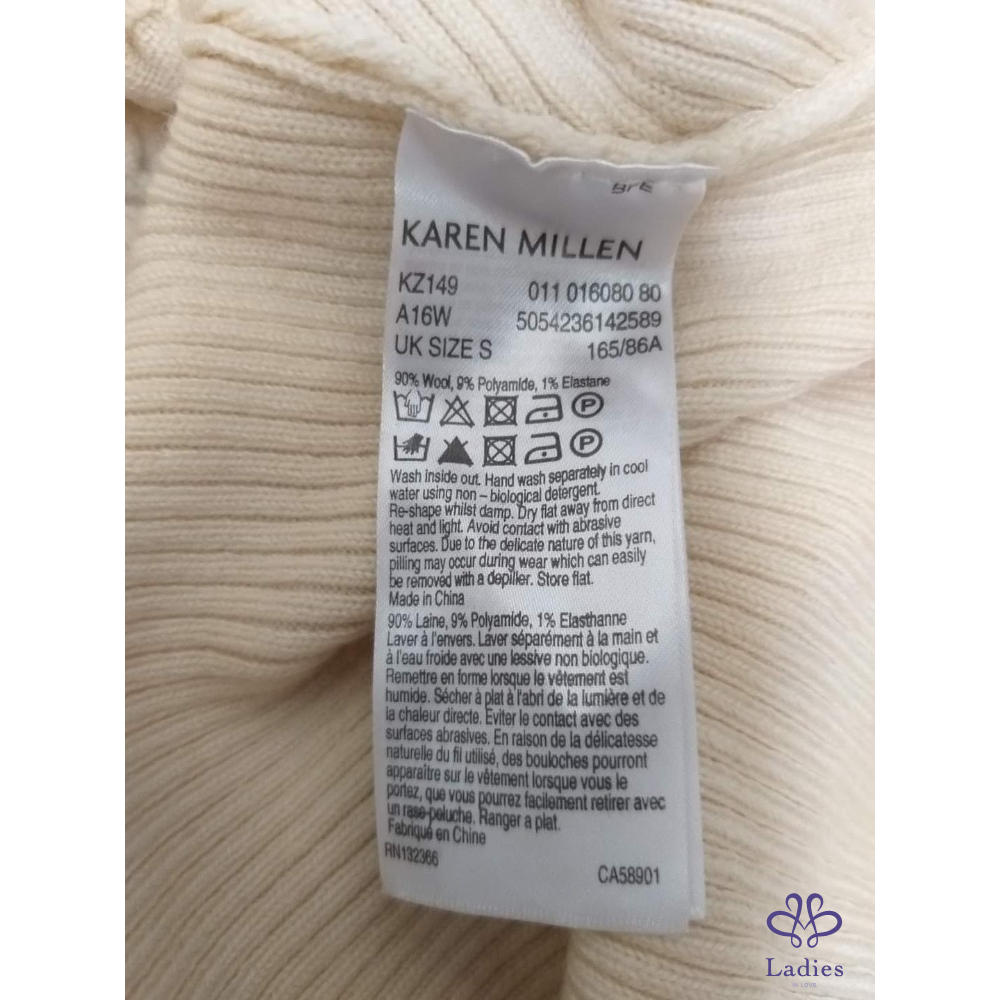 KAREN MILLEN
KZ149 011 016080 80
A16W 5054236142589
UK SIZE S 165/86A
90% Wool, 9% Polyamide, 1% Elastane
P
P
Wash inside out. Hand wash separately in cool
water using non – biological detergent.
Re-shape whilst damp. Dry flat away from direct
heat and light. Avoid contact with abrasive
surfaces. Due to the delicate nature of this yarn,
pilling may occur during wear which can easily
be removed with a depiller. Store flat.
Made in China
90% Laine, 9% Polyamide, 1% Elasthanne
Laver à l'envers. Laver séparément à la main et
à l'eau froide avec une lessive non biologique.
Remettre en forme lorsque le vêtement est
humide. Sécher à plat à l'abri de la lumière et de
la chaleur directe. Eviter le contact avec des
surfaces abrasives. En raison de la délicatesse
naturelle du fil utilisé, des bouloches pourront
apparaître sur le vêtement lorsque vous le
portez, que vous pourrez facilement retirer avec
un rase-peluche. Ranger a plat.
Fabriqué en Chine
RN132366 CA58901
Ladies
IN LOVE